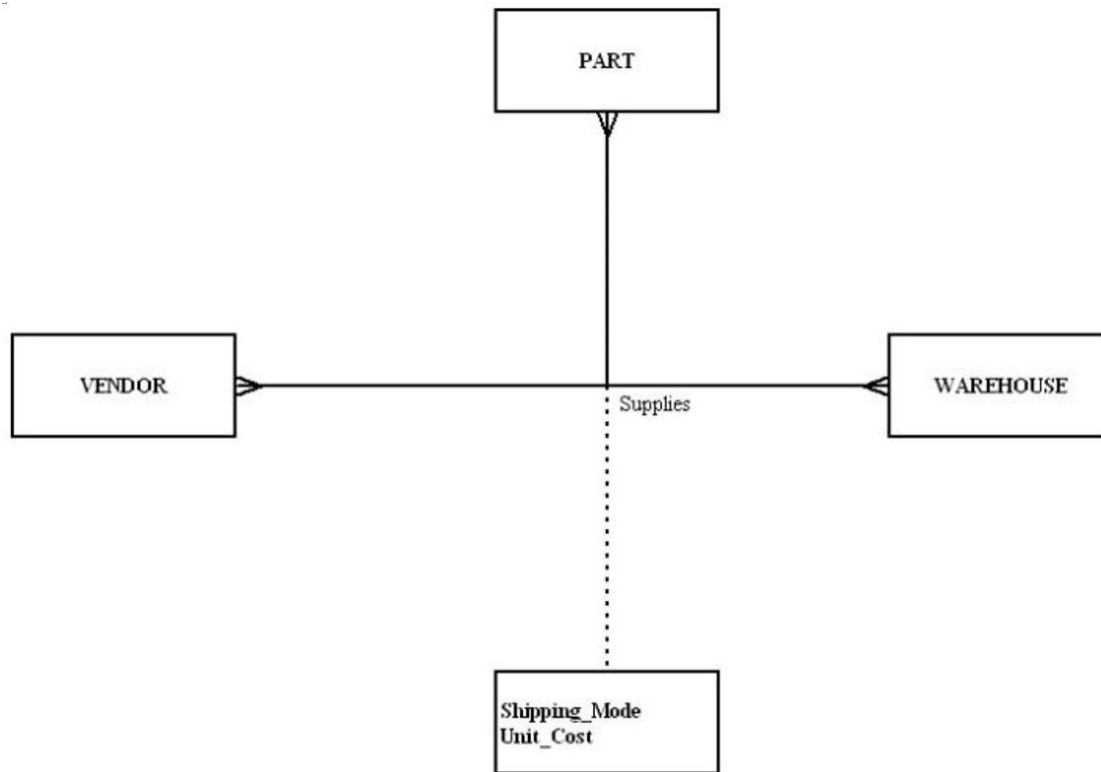 PART
VENDOR
WAREHOUSE
Supplies
Shipping_Mode
Unit_Cost